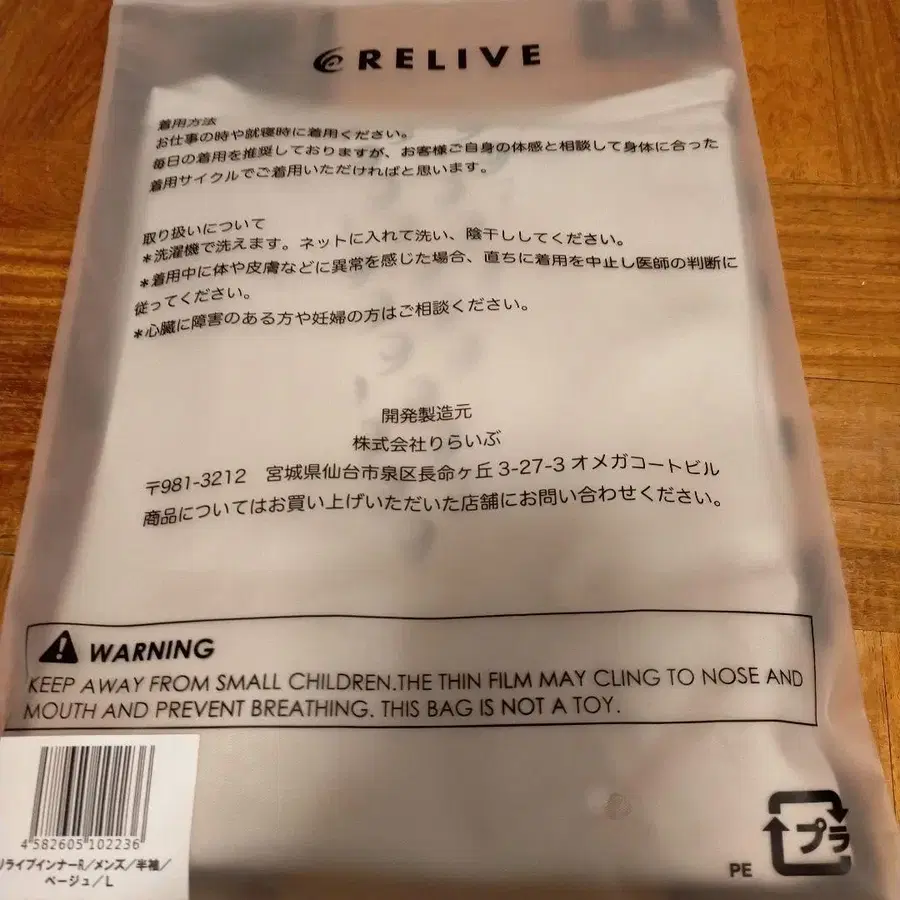 RELIVE
着用方法
お仕事の時や就寝時に着用ください。
毎日の着用を推奨しておりますが、お客様ご自身の体感と相談して身体に合った
着用サイクルでご着用いただければと思います。
取り扱いについて
*洗濯機で洗えます。ネットに入れて洗い、陰干ししてください。
*着用中に体や皮膚などに異常を感じた場合、直ちに着用を中止し医師の判断に
従ってください。
*心臓に障害のある方や妊婦の方はご相談ください。
開発製造元
株式会社りらいぶ
〒981-3212 宮城県仙台市泉区長命ヶ丘3-27-3オメガコートビル
商品についてはお買い上げいただいた店舗にお問い合わせください。
WARNING
KEEP AWAY FROM SMALL CHILDREN.THE THIN FILM MAY CLING TO NOSE AND
MOUTH AND PREVENT BREATHING. THIS BAG IS NOT A TOY.
4582605102236
リライブインナーR/メンズ/半袖/
ベージュ/L
プラ
PE